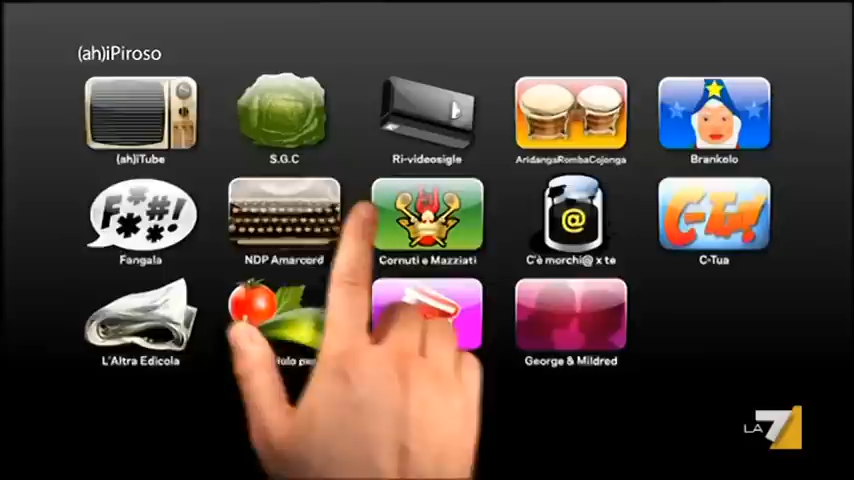 (ah)iPiroso
(ah)iTube
S.G.C
Ri-videosigle
AridangaRombaCojonga
Brankolo
F*#*!
C-Tua!
Fangala
NDP Amarcord
Cornuti e Mazziati
@
C'è morchi@ x te
C-Tua
L'Altra Edicola
George & Mildred
LA7